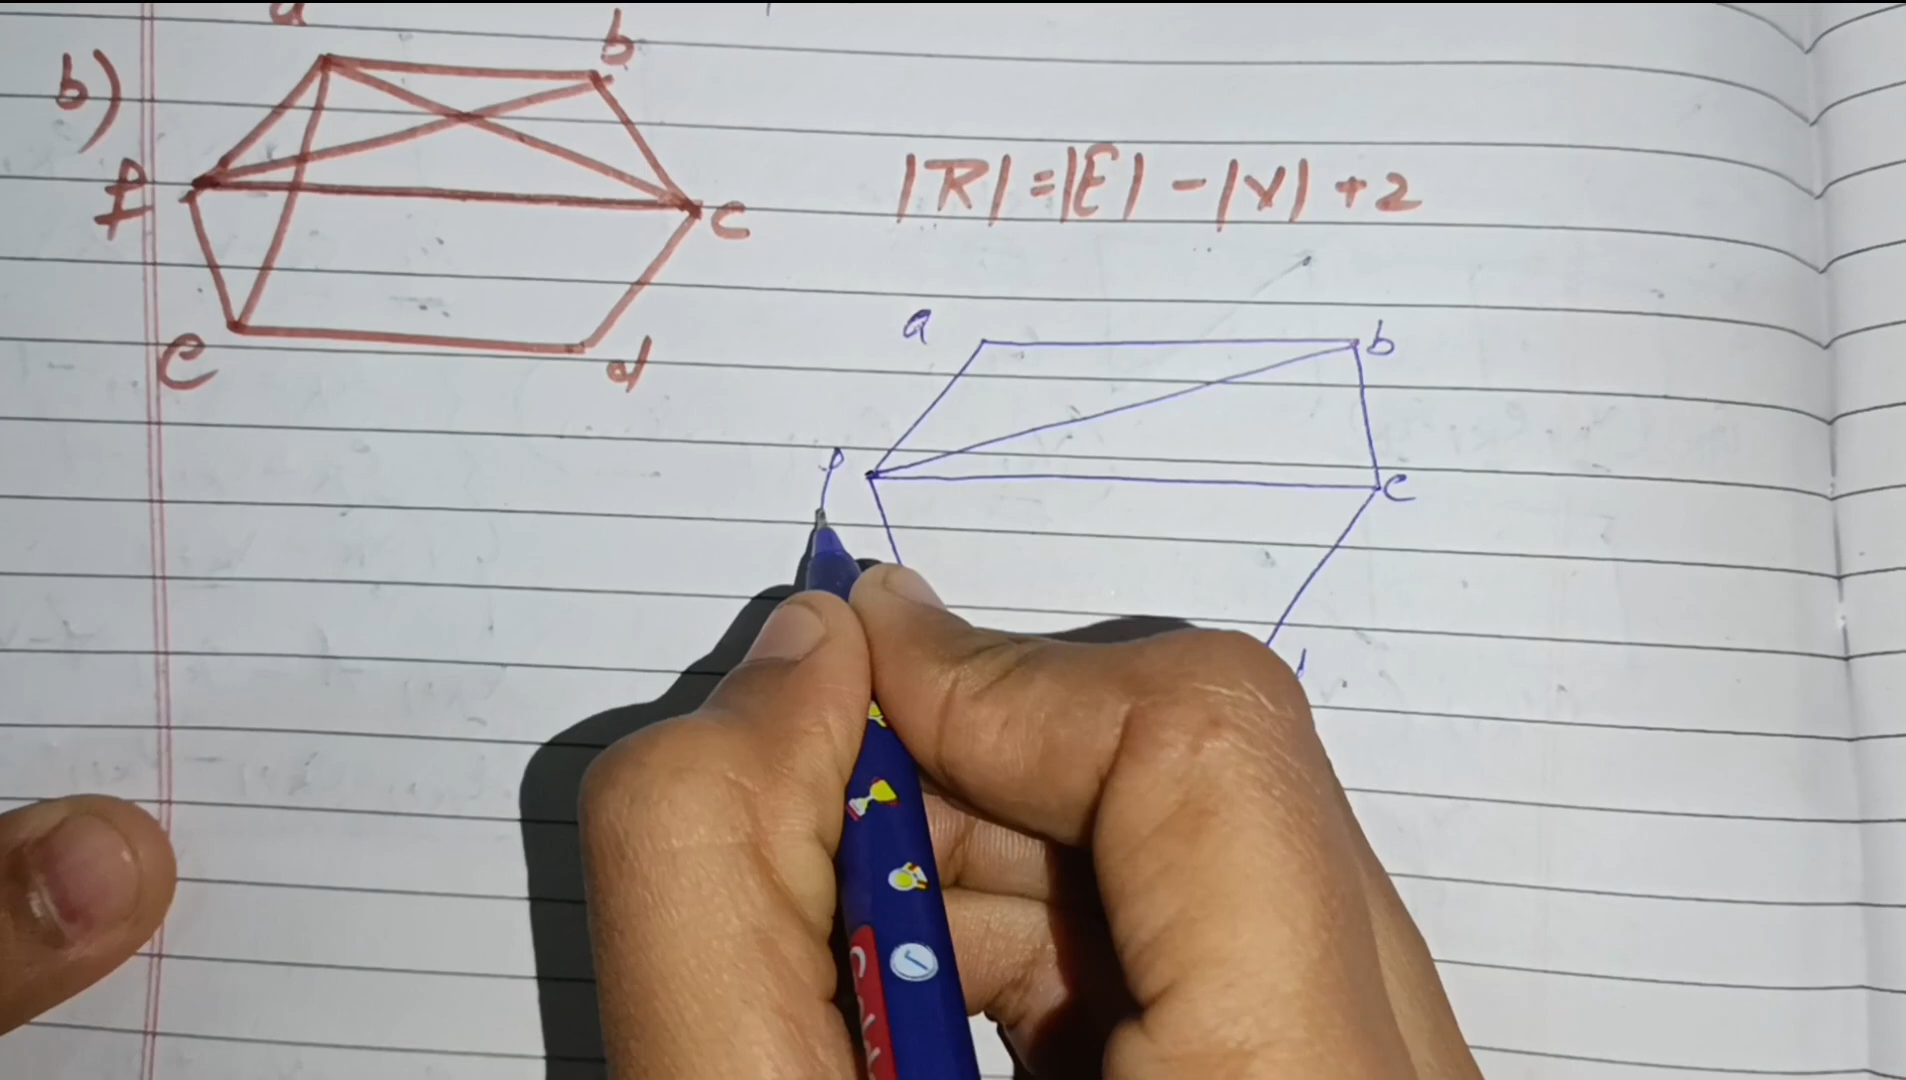 a
b
b)
f
c
|R| = |E| - |V| + 2
e
d
a
b
c